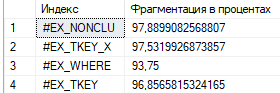 Индекс Фрагментация в процентах
1 #EX_NONCLU 97,8899082568807
2 #EX_TKEY_X 97,5319926873857
3 #EX_WHERE 93,75
4 #EX_TKEY 96,8565815324165